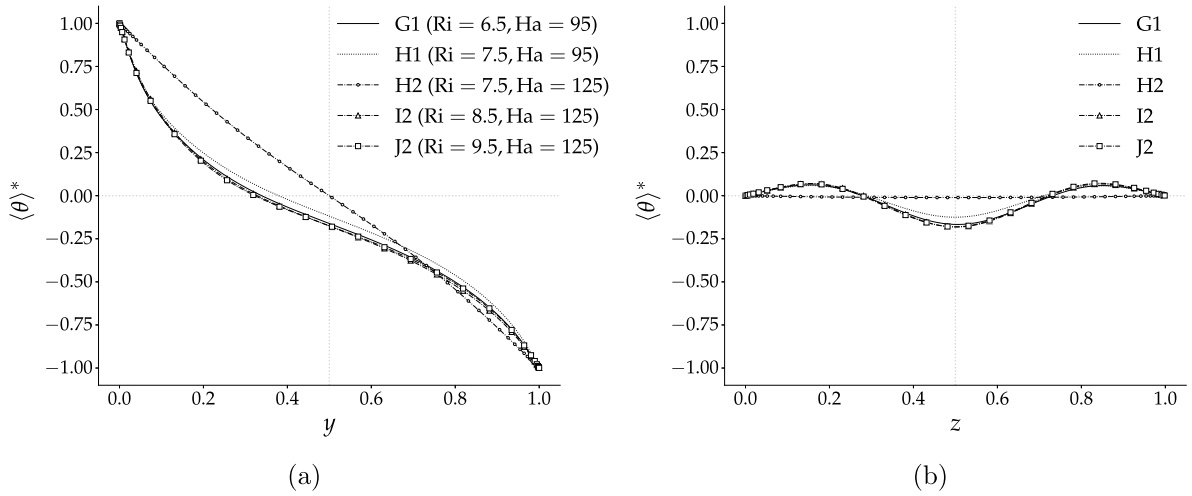 1.00
0.75
0.50
0.25
0.00
−0.25
−0.50
−0.75
−1.00
⟨θ⟩*
0.0 0.2 0.4 0.6 0.8 1.0
y
G1 (Ri = 6.5, Ha = 95)
H1 (Ri = 7.5, Ha = 95)
H2 (Ri = 7.5, Ha = 125)
I2 (Ri = 8.5, Ha = 125)
J2 (Ri = 9.5, Ha = 125)
(a)
1.00
0.75
0.50
0.25
0.00
−0.25
−0.50
−0.75
−1.00
⟨θ⟩*
0.0 0.2 0.4 0.6 0.8 1.0
z
G1
H1
H2
I2
J2
(b)